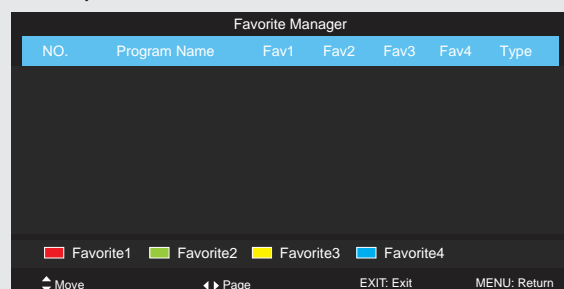 Favorite Manager
NO. Program Name Fav1 Fav2 Fav3 Fav4 Type
Favorite1 Favorite2 Favorite3 Favorite4
Move Page EXIT: Exit MENU: Return